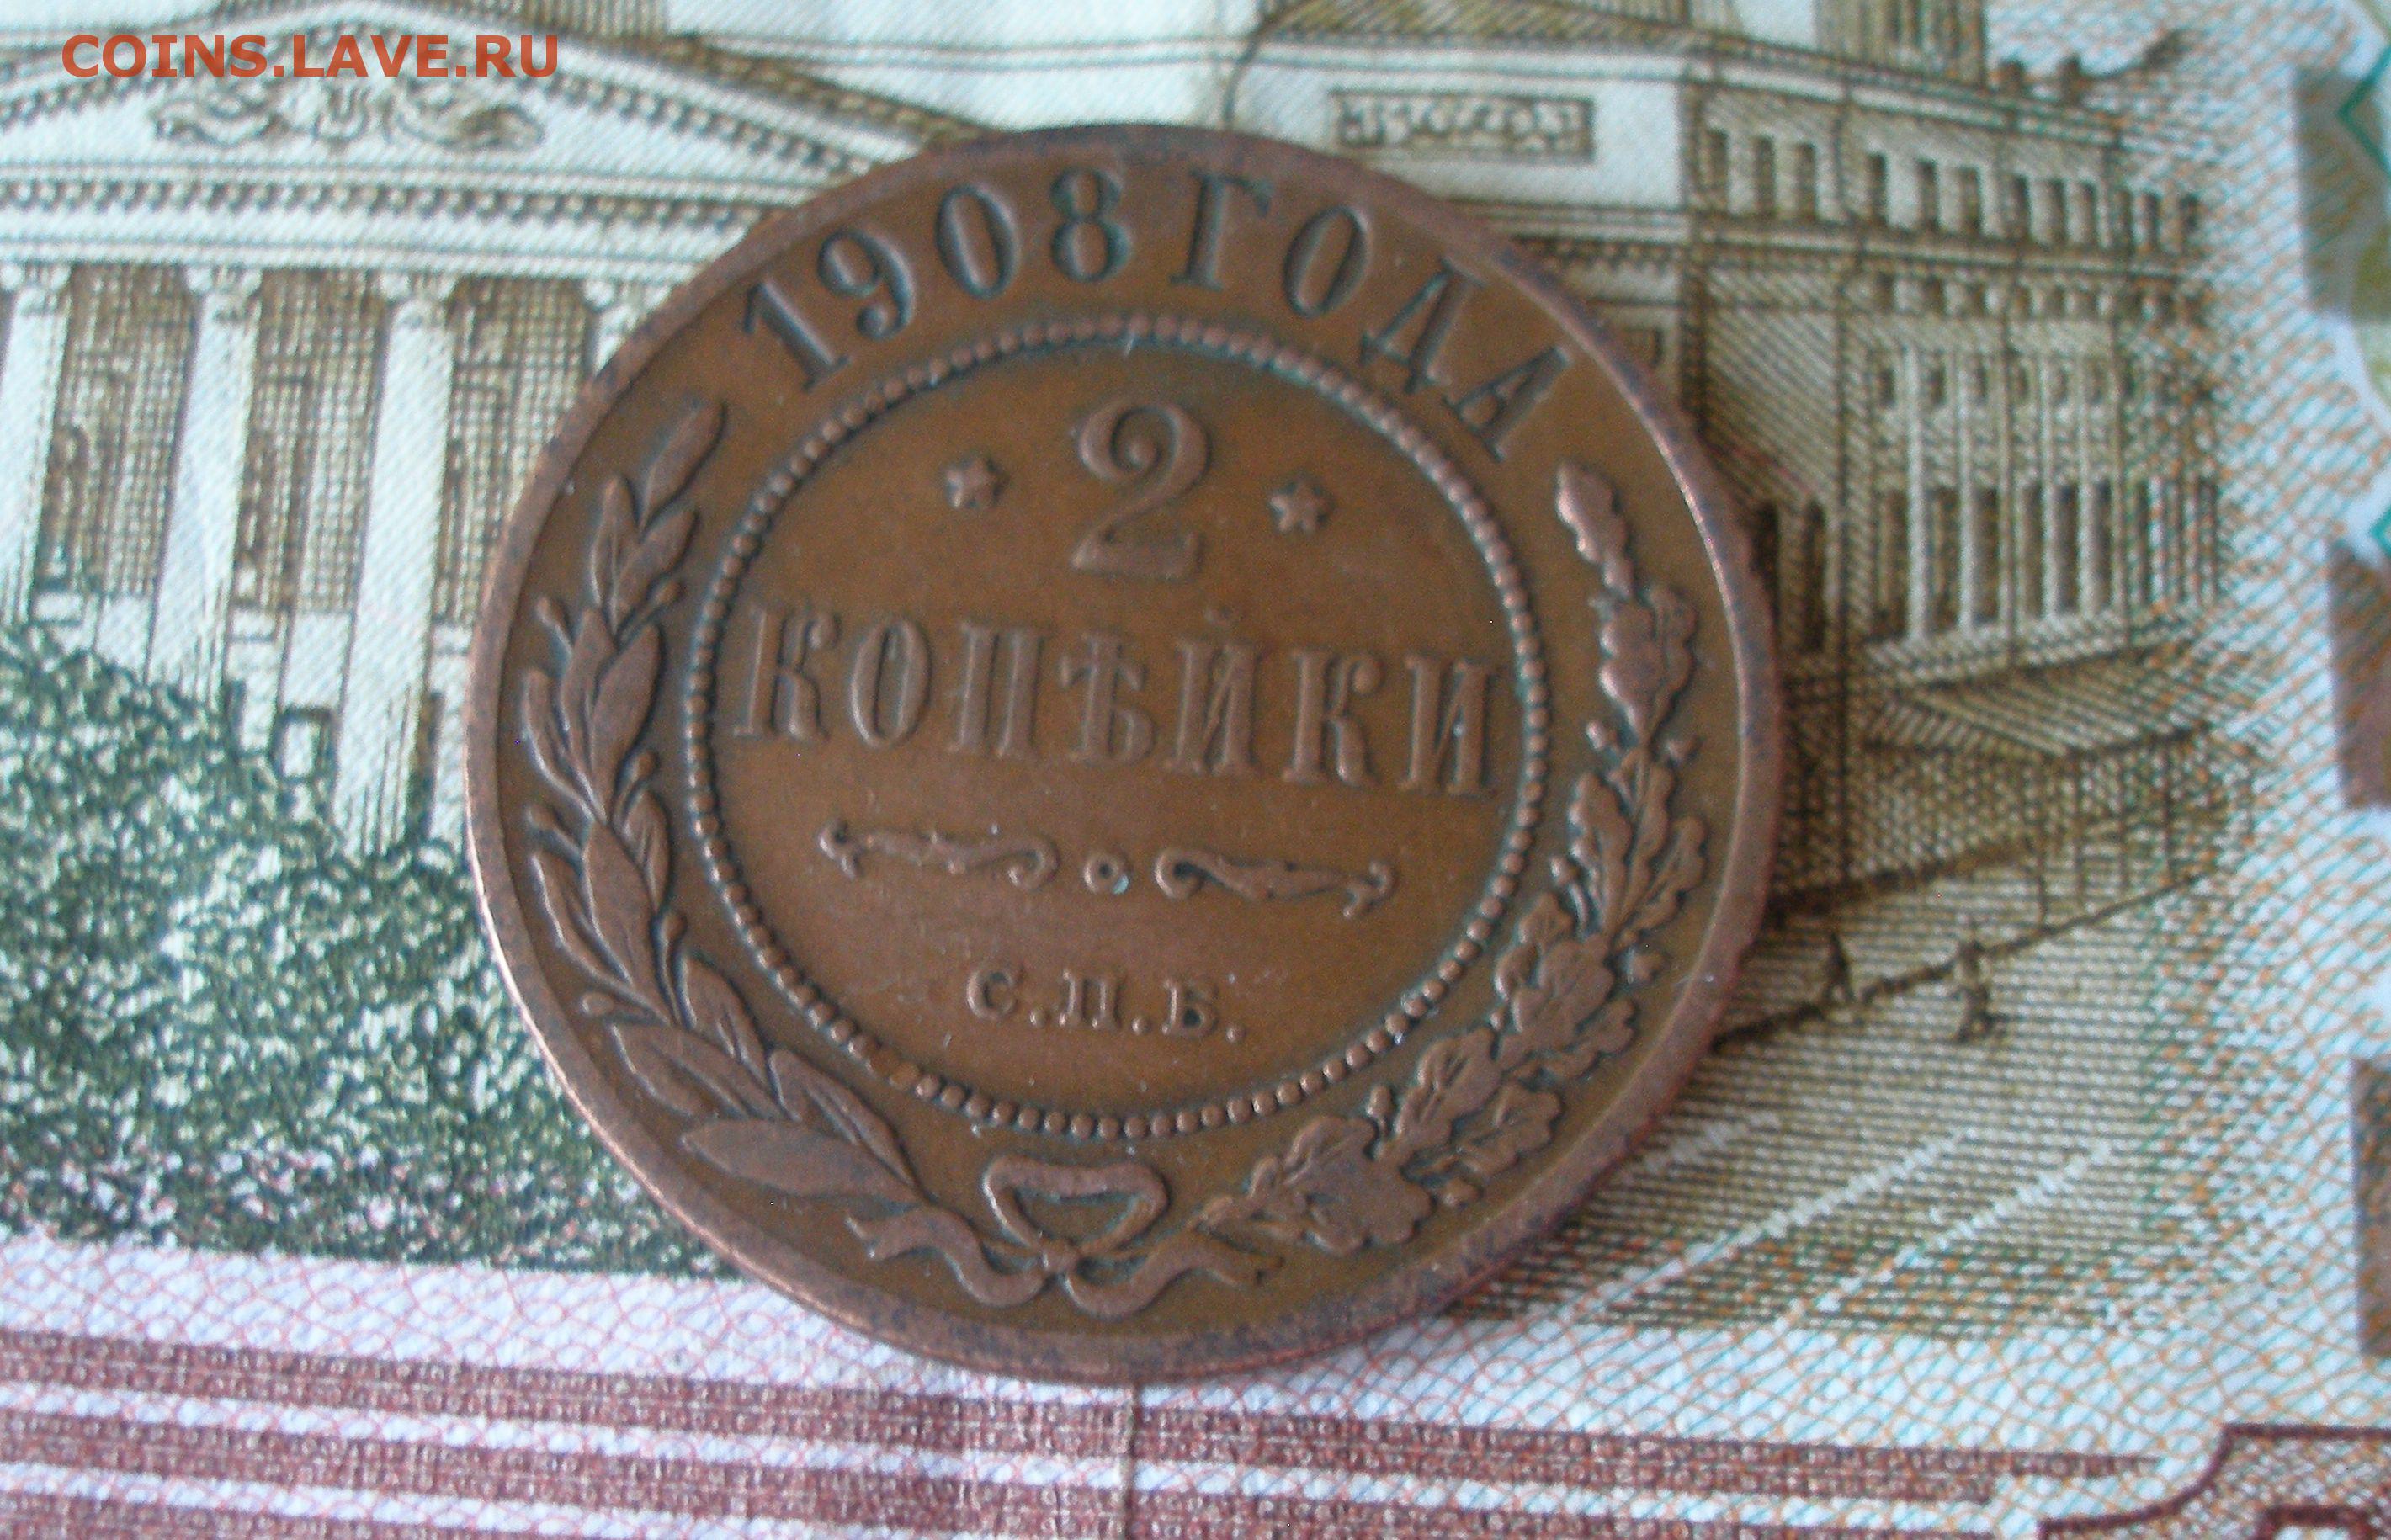 COINS.LAVE.RU
1908 ГОДА
2
КОПѢЙКИ
С.П.Б.